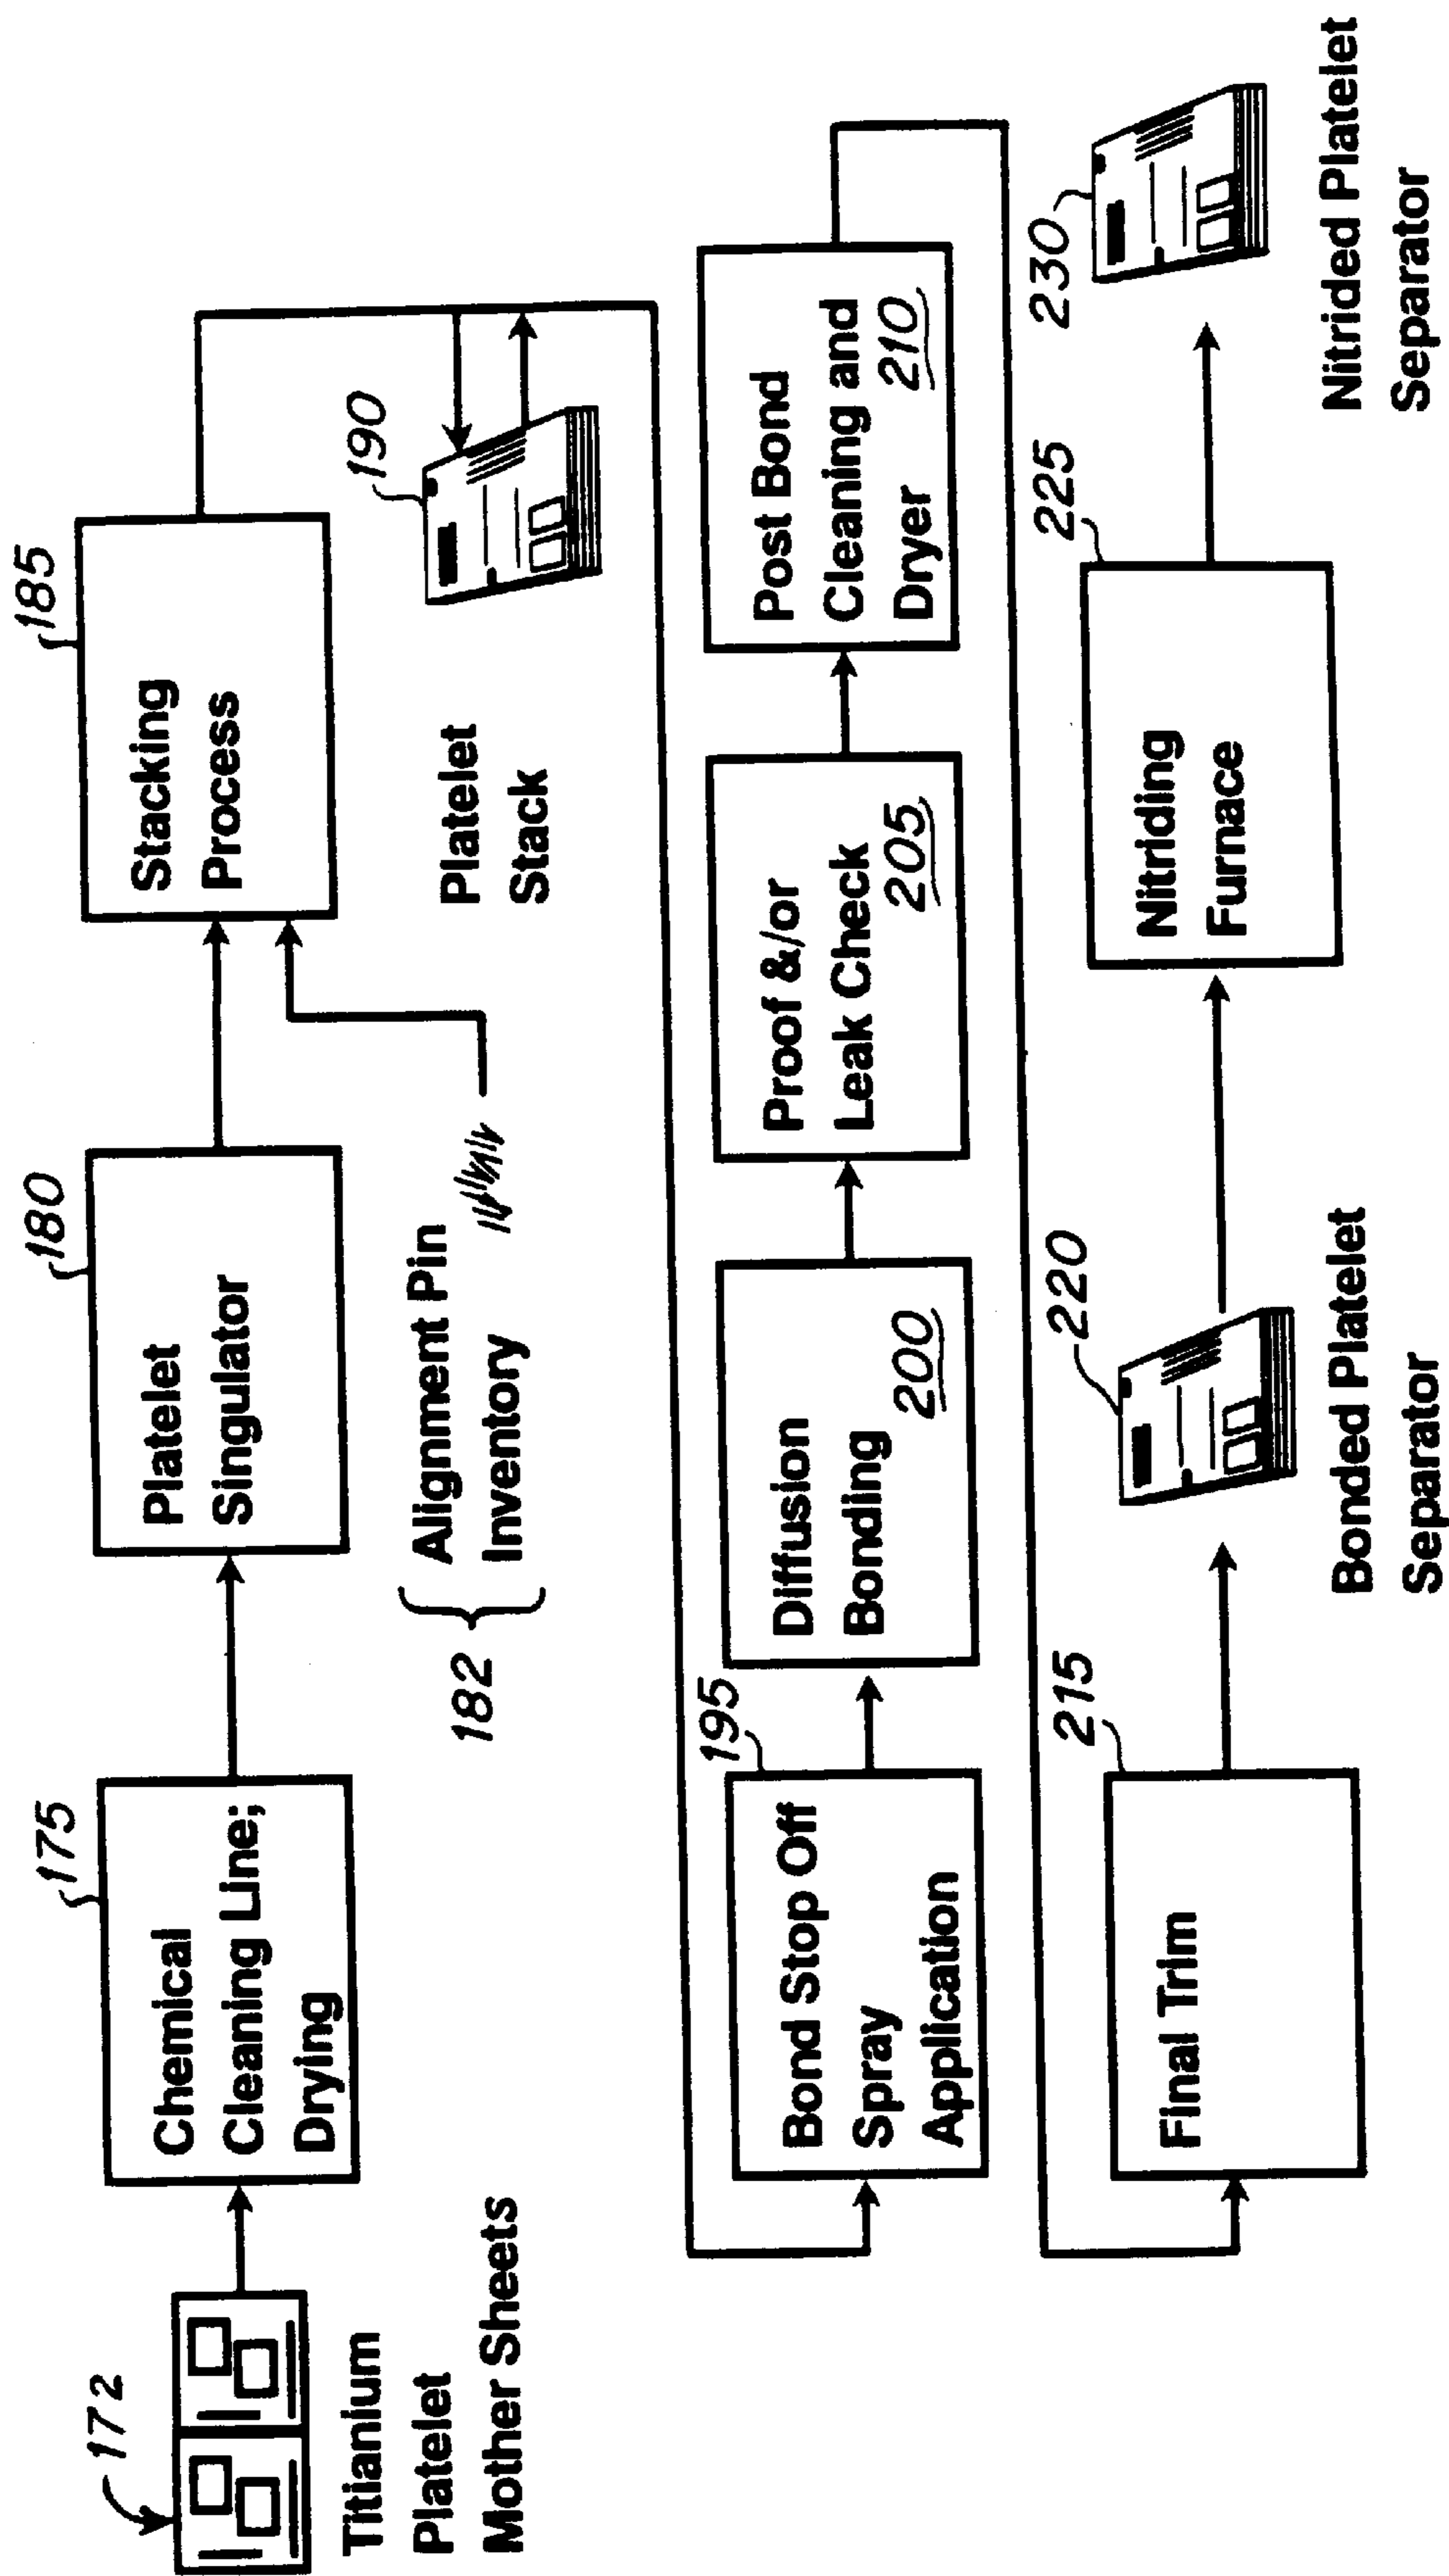 172
Titianium
Platelet
Mother Sheets
175
Chemical
Cleaning Line;
Drying
180
Platelet
Singulator
182
Alignment Pin
Inventory
185
Stacking
Process
190
Platelet
Stack
195
Bond Stop Off
Spray
Application
Diffusion
Bonding
200
Proof &/or
Leak Check
205
Post Bond
Cleaning and
Dryer 210
215
Final Trim
220
Bonded Platelet
Separator
225
Nitriding
Furnace
230
Nitrided Platelet
Separator